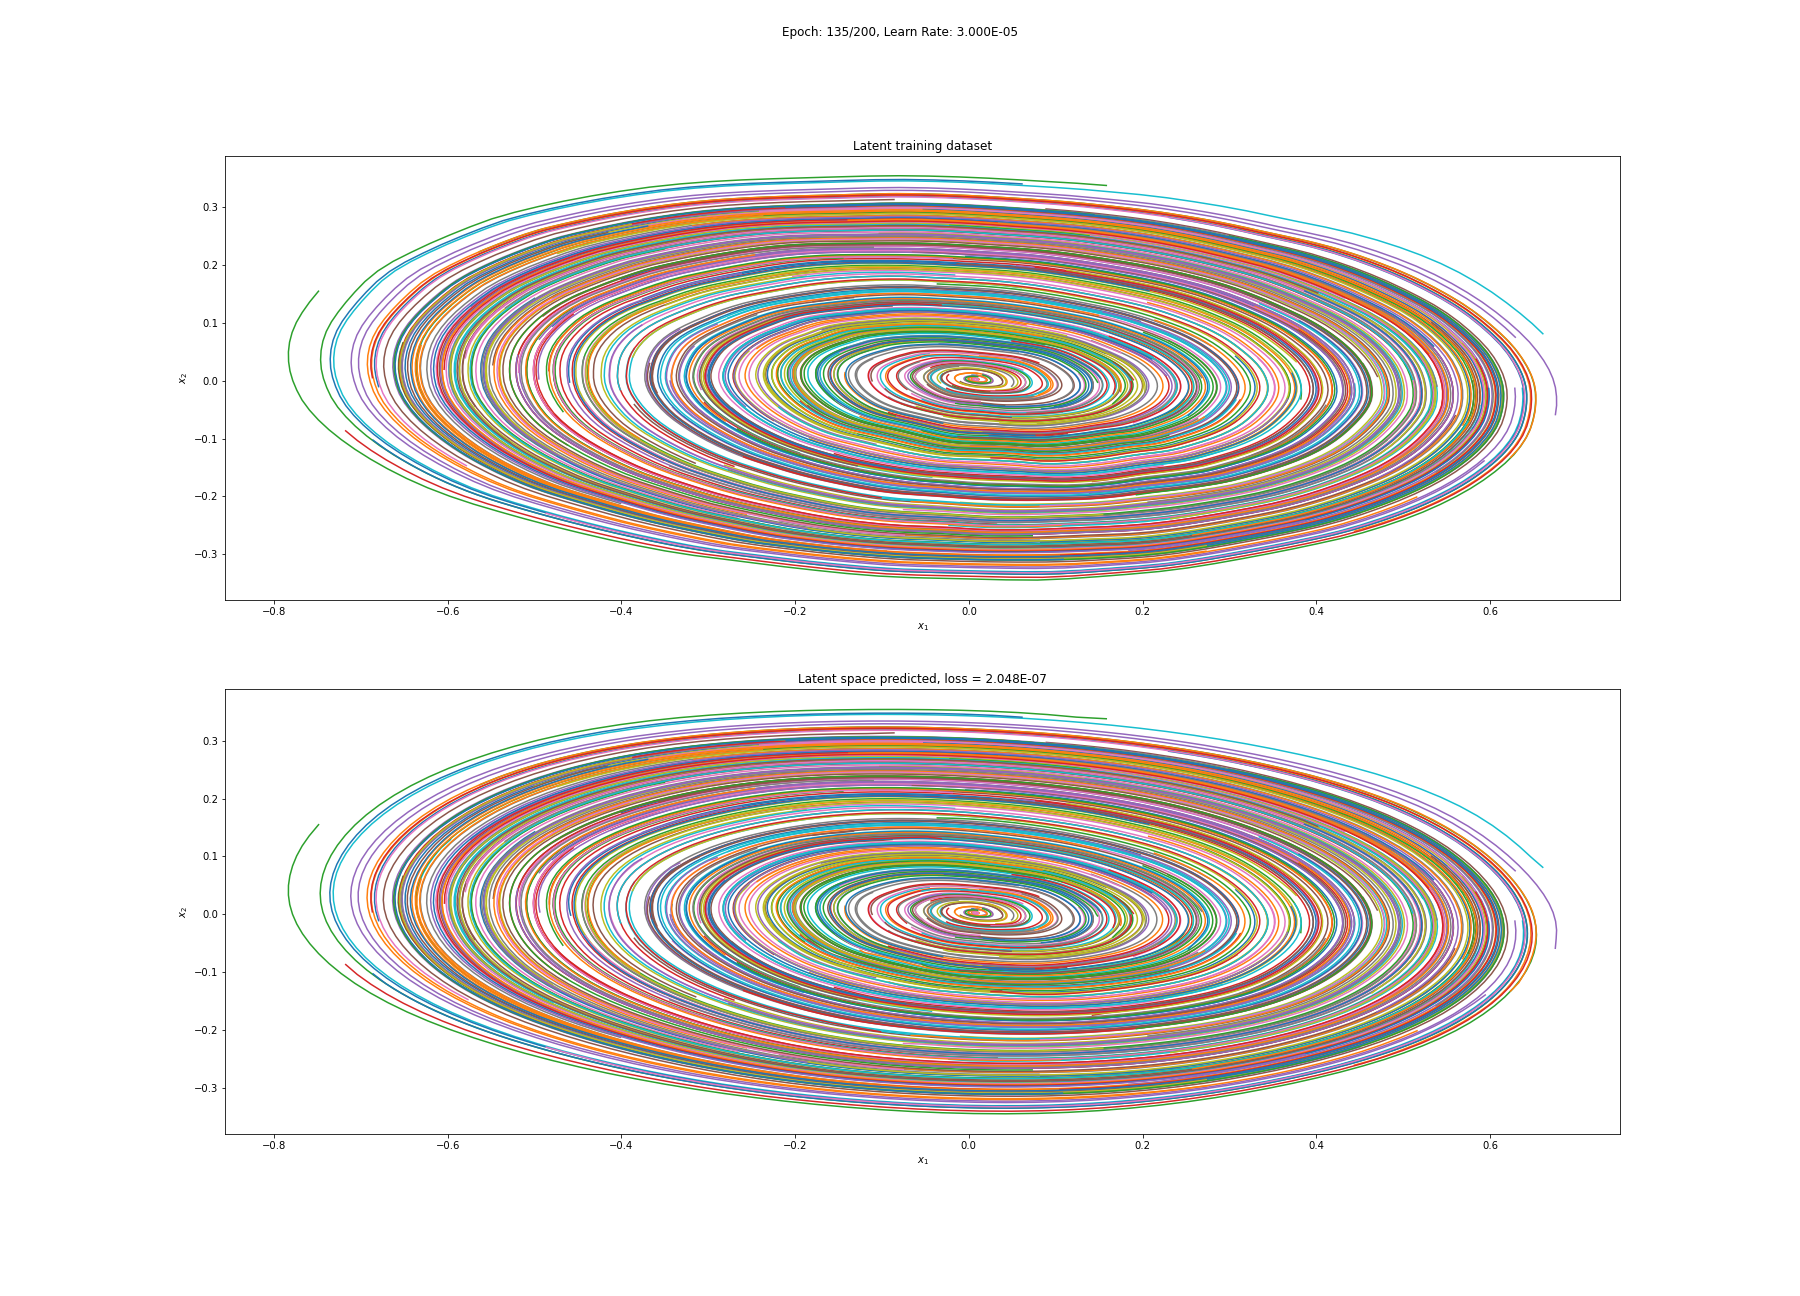 Epoch: 135/200, Learn Rate: 3.000E-05
Latent training dataset
0.3
0.2
0.1
0.0
−0.1
−0.2
−0.3
x₂
−0.8 −0.6 −0.4 −0.2 0.0 0.2 0.4 0.6
x₁
Latent space predicted, loss = 2.048E-07
0.3
0.2
0.1
0.0
−0.1
−0.2
−0.3
x₂
−0.8 −0.6 −0.4 −0.2 0.0 0.2 0.4 0.6
x₁